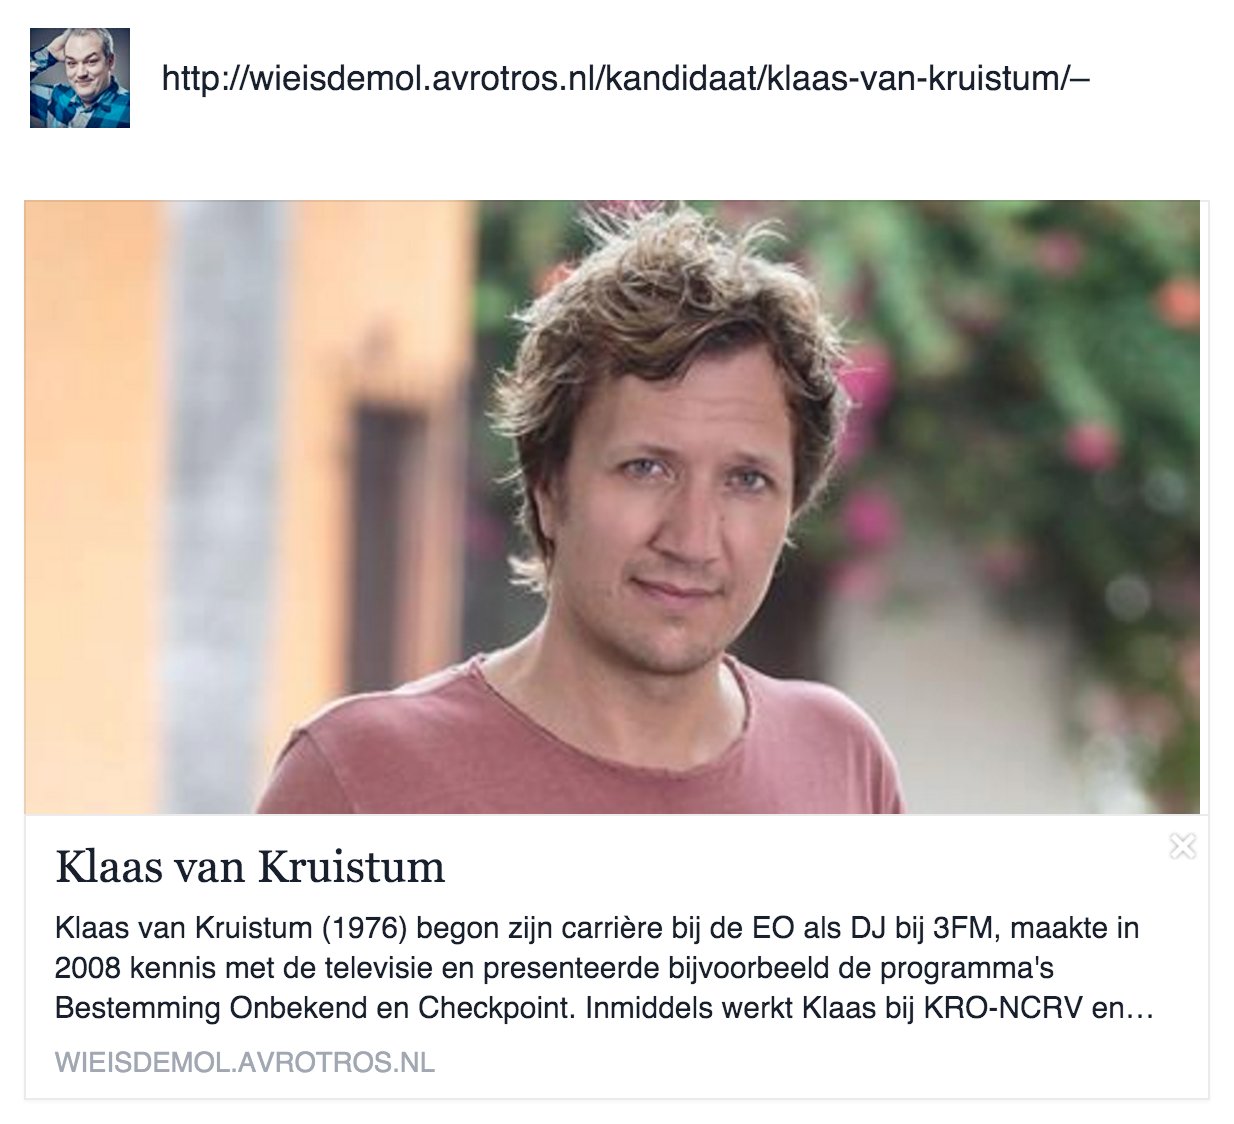 http://wieisdemol.avrotros.nl/kandidaat/klaas-van-kruistum/–
Klaas van Kruistum
Klaas van Kruistum (1976) begon zijn carrière bij de EO als DJ bij 3FM, maakte in
2008 kennis met de televisie en presenteerde bijvoorbeeld de programma's
Bestemming Onbekend en Checkpoint. Inmiddels werkt Klaas bij KRO-NCRV en…
WIEISDEMOL.AVROTROS.NL